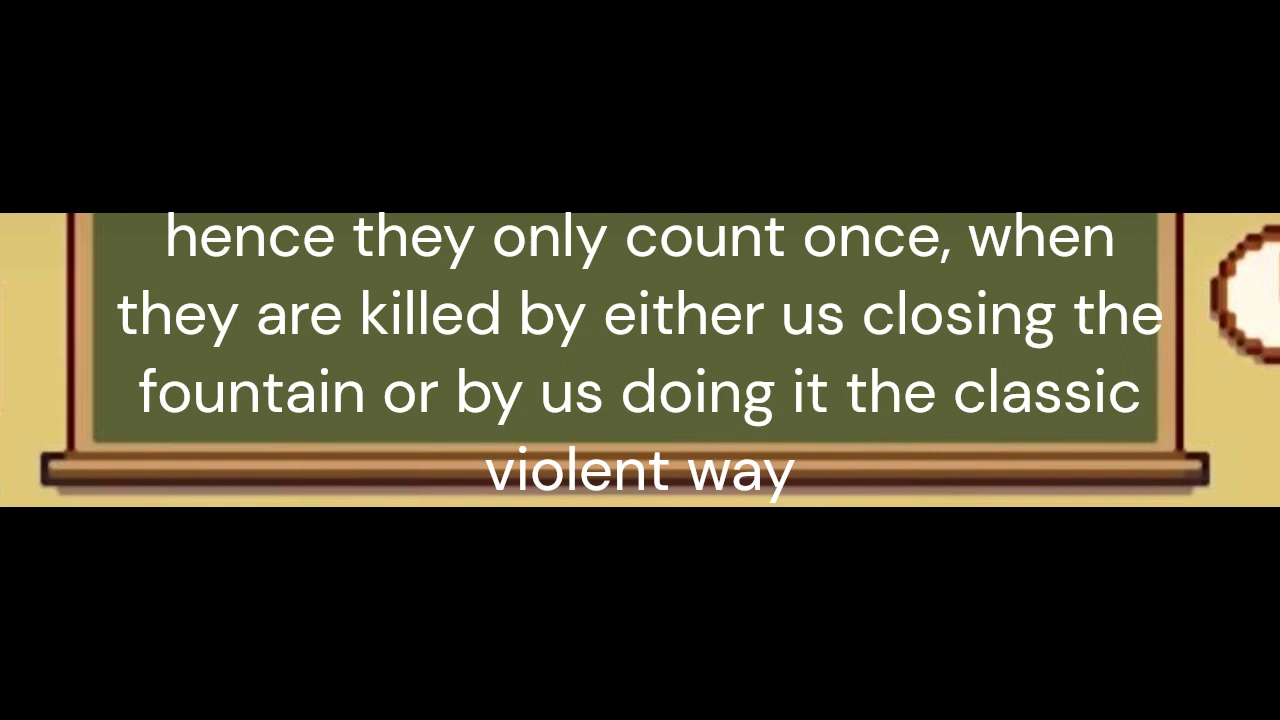 hence they only count once, when
they are killed by either us closing the
fountain or by us doing it the classic
violent way